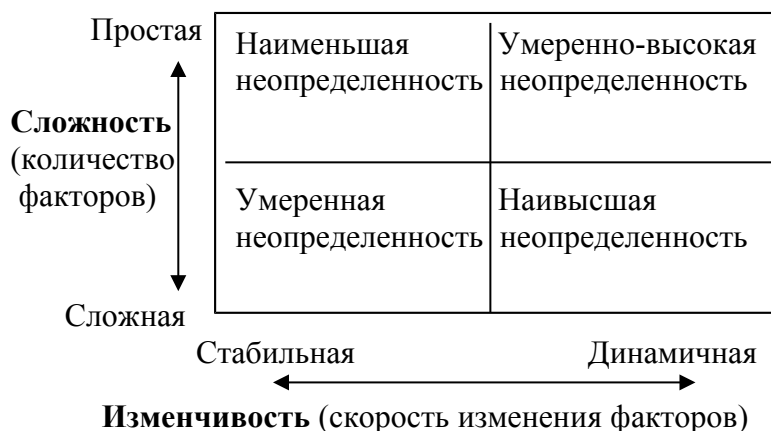 Простая
Наименьшая
неопределенность
Умеренно-высокая
неопределенность
Сложность
(количество
факторов)
Умеренная
неопределенность
Наивысшая
неопределенность
Сложная
Стабильная
Динамичная
Изменчивость (скорость изменения факторов)